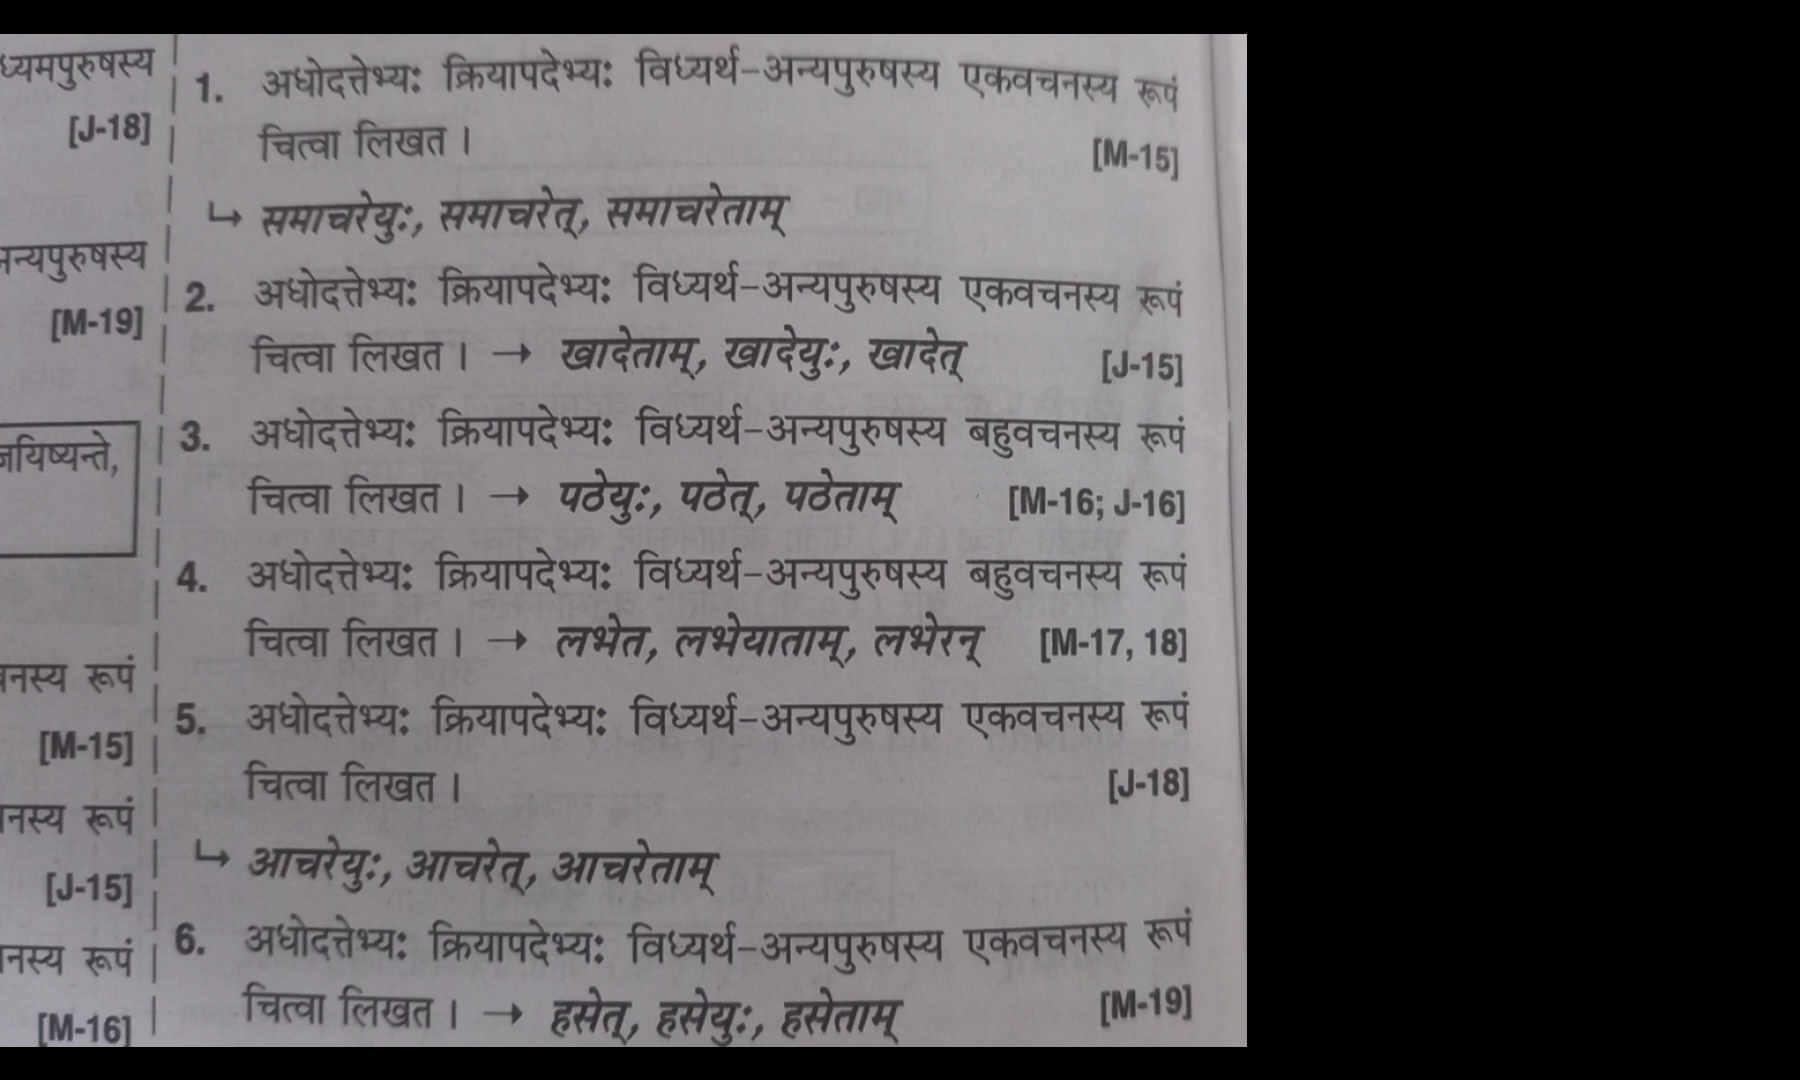 ध्यमपुरुषस्य
[J-18]
अन्यपुरुषस्य
[M-19]
जयिष्यन्ते,
वनस्य रूपं
[M-15]
नस्य रूपं
[J-15]
नस्य रूपं
[M-16]
1. अधोदत्तेभ्यः क्रियापदेभ्यः विध्यर्थ-अन्यपुरुषस्य एकवचनस्य रूपं
चित्वा लिखत । [M-15]
↳ समाचरेयुः, समाचरेत्, समाचरेताम्
2. अधोदत्तेभ्यः क्रियापदेभ्यः विध्यर्थ-अन्यपुरुषस्य एकवचनस्य रूपं
चित्वा लिखत । → खादेताम्, खादेयुः, खादेत् [J-15]
3. अधोदत्तेभ्यः क्रियापदेभ्यः विध्यर्थ-अन्यपुरुषस्य बहुवचनस्य रूपं
चित्वा लिखत । → पठेयुः, पठेत्, पठेताम् [M-16; J-16]
4. अधोदत्तेभ्यः क्रियापदेभ्यः विध्यर्थ-अन्यपुरुषस्य बहुवचनस्य रूपं
चित्वा लिखत । → लभेत, लभेयाताम्, लभेरन् [M-17, 18]
5. अधोदत्तेभ्यः क्रियापदेभ्यः विध्यर्थ-अन्यपुरुषस्य एकवचनस्य रूपं
चित्वा लिखत । [J-18]
↳ आचरेयुः, आचरेत्, आचरेताम्
6. अधोदत्तेभ्यः क्रियापदेभ्यः विध्यर्थ-अन्यपुरुषस्य एकवचनस्य रूपं
चित्वा लिखत । → हसेत्, हसेयुः, हसेताम् [M-19]